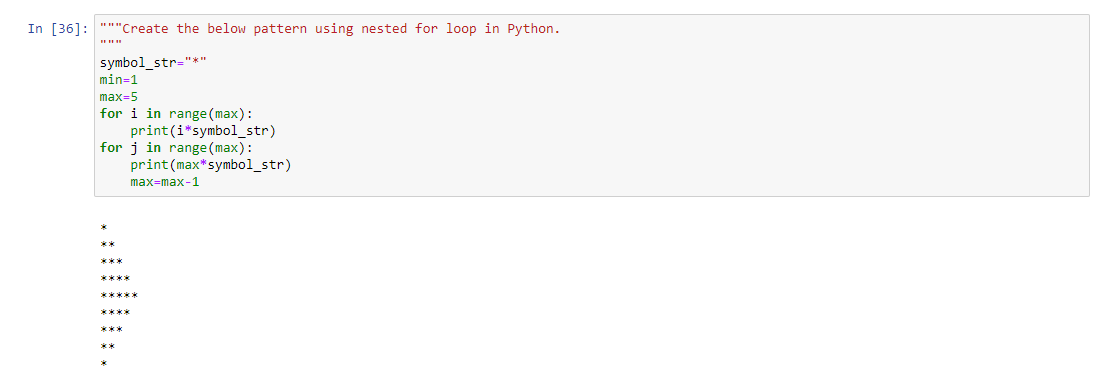 In [36]: """Create the below pattern using nested for loop in Python.
"""
symbol_str="*"
min=1
max=5
for i in range(max):
    print(i*symbol_str)
for j in range(max):
    print(max*symbol_str)
    max=max-1
*
**
***
****
*****
****
***
**
*